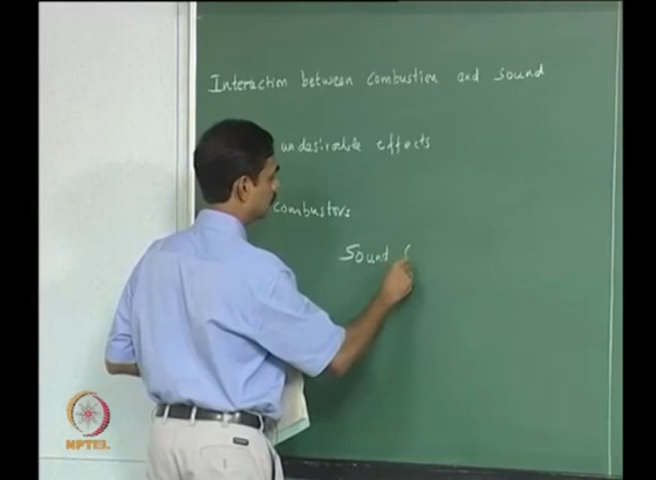 Interaction between combustion and sound
undesirable effects
combustors
Sound (
NPTEL